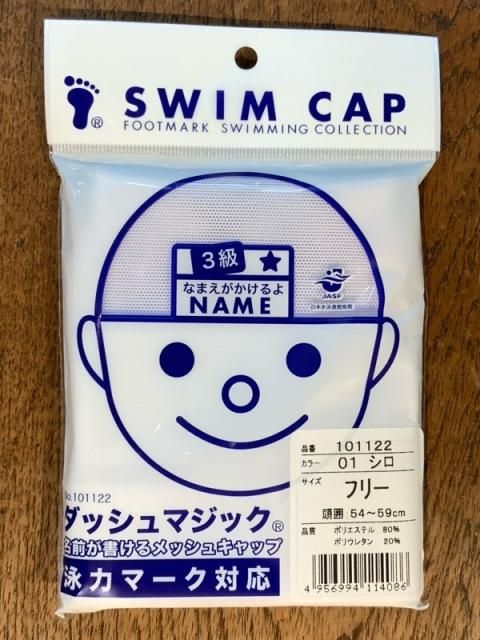 SWIM CAP
® FOOTMARK SWIMMING COLLECTION
3級
なまえがかけるよ
NAME
JASF
日本水泳連盟推薦
品番 101122
カラー 01 シロ
サイズ フリー
頭囲:54~59cm
品質 ポリエステル 80%
ポリウレタン 20%
4 956994 114086
No.101122
ダッシュマジック®
名前が書けるメッシュキャップ
泳力マーク対応